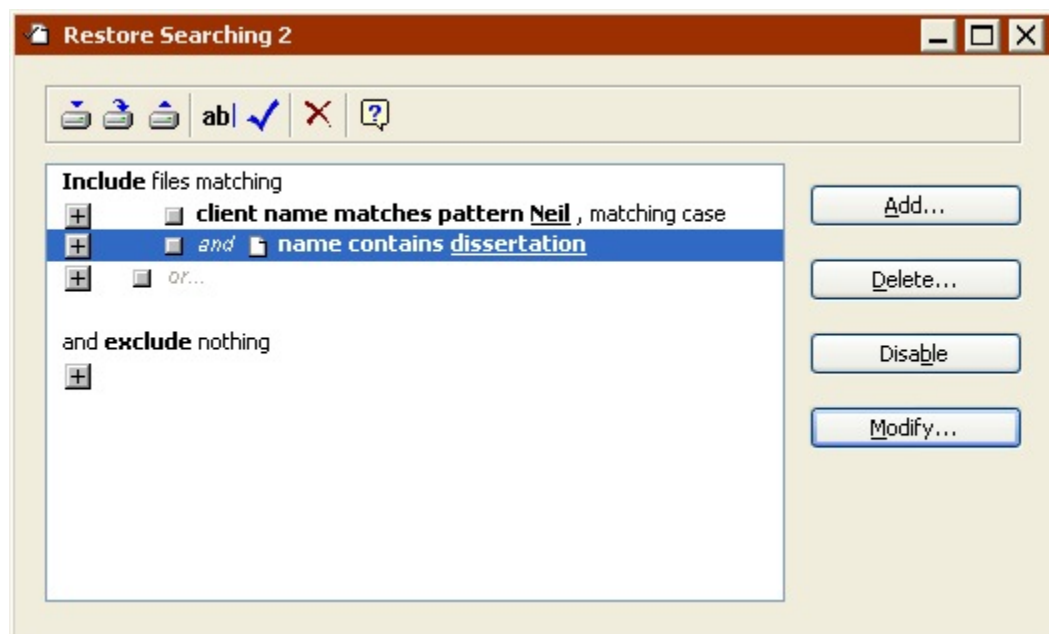 Restore Searching 2
ab|
Include files matching
client name matches pattern Neil , matching case
and name contains dissertation
or...
and exclude nothing
Add...
Delete...
Disable
Modify...